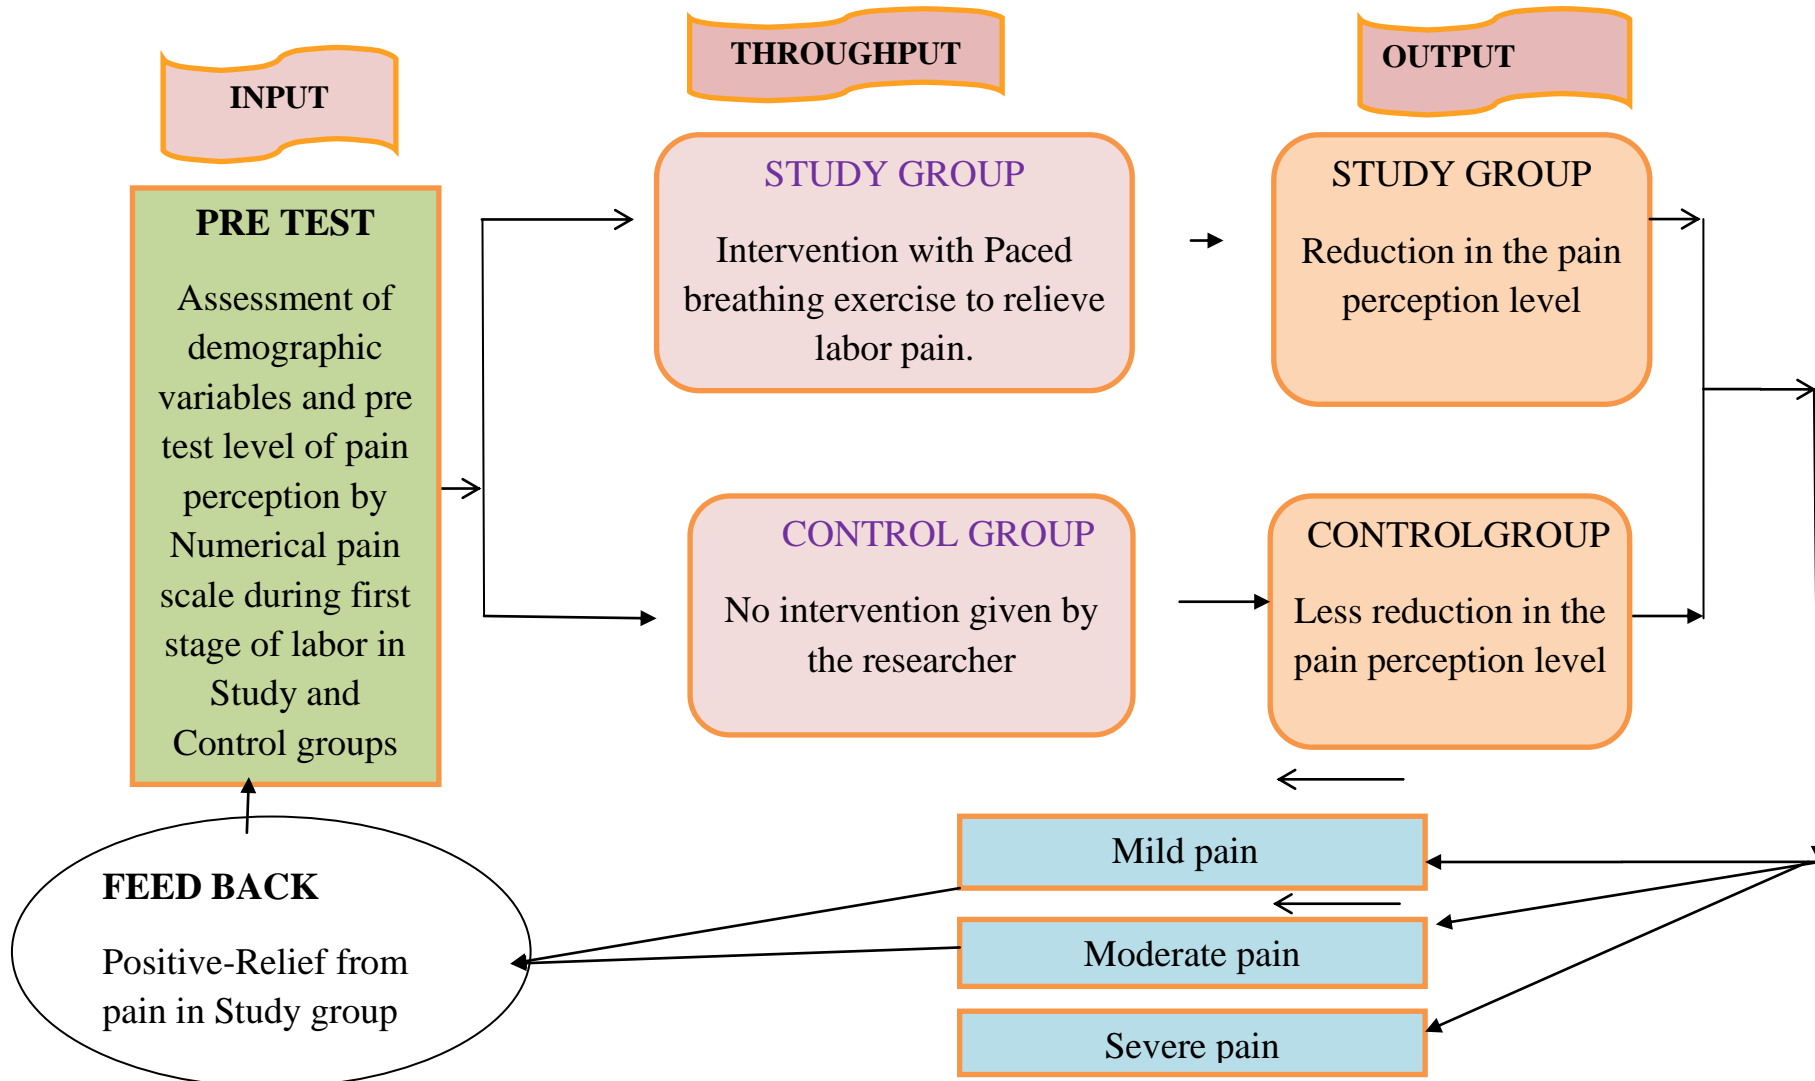 INPUT
THROUGHPUT
OUTPUT
PRE TEST
Assessment of
demographic
variables and pre
test level of pain
perception by
Numerical pain
scale during first
stage of labor in
Study and
Control groups
STUDY GROUP
Intervention with Paced
breathing exercise to relieve
labor pain.
STUDY GROUP
Reduction in the pain
perception level
CONTROL GROUP
No intervention given by
the researcher
CONTROLGROUP
Less reduction in the
pain perception level
Mild pain
Moderate pain
Severe pain
FEED BACK
Positive-Relief from
pain in Study group